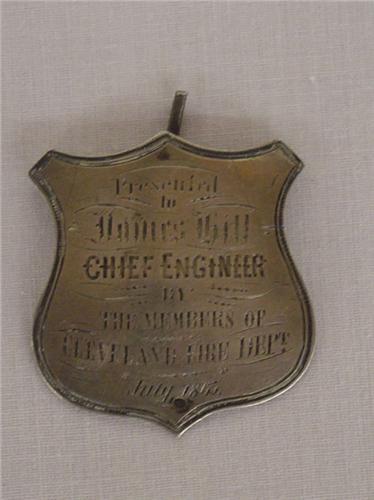 Presented
to
James Hill
CHIEF ENGINEER
BY
THE MEMBERS OF
CLEVELAND FIRE DEPT
July